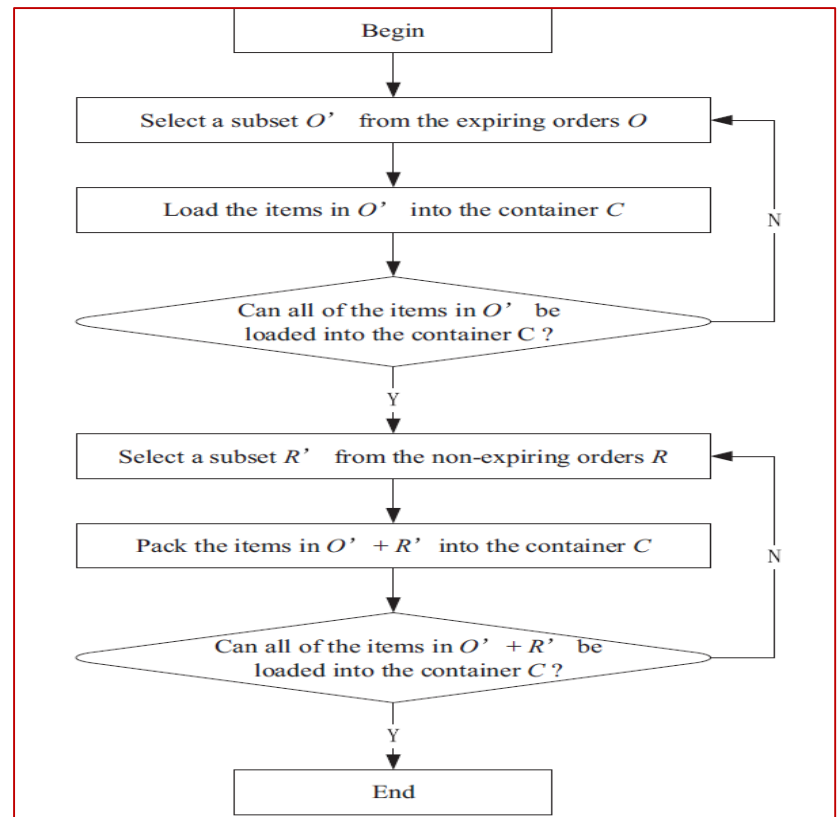 Begin
Select a subset O’ from the expiring orders O
Load the items in O’ into the container C
N
Can all of the items in O’ be
loaded into the container C ?
Y
Select a subset R’ from the non-expiring orders R
Pack the items in O’ + R’ into the container C
N
Can all of the items in O’ + R’ be
loaded into the container C ?
Y
End